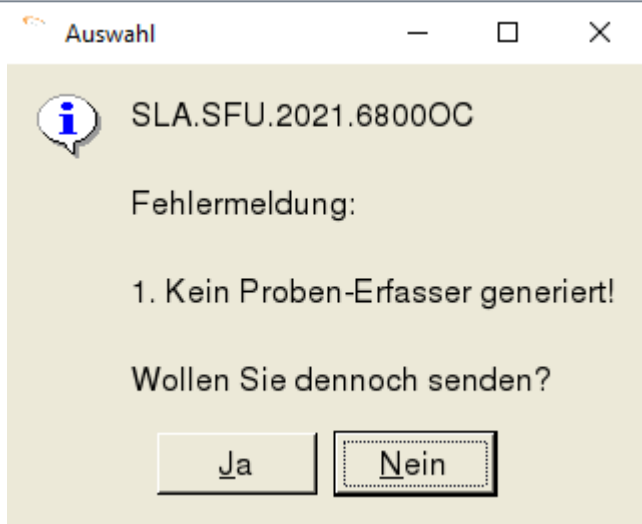 Auswahl
SLA.SFU.2021.6800OC
Fehlermeldung:
1. Kein Proben-Erfasser generiert!
Wollen Sie dennoch senden?
Ja
Nein